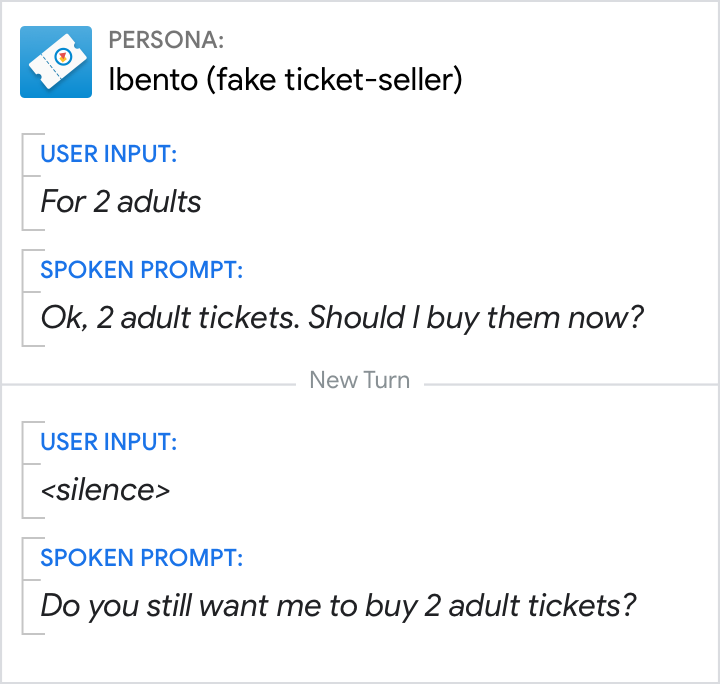 PERSONA:
Ibento (fake ticket-seller)
USER INPUT:
For 2 adults
SPOKEN PROMPT:
Ok, 2 adult tickets. Should I buy them now?
New Turn
USER INPUT:
<silence>
SPOKEN PROMPT:
Do you still want me to buy 2 adult tickets?